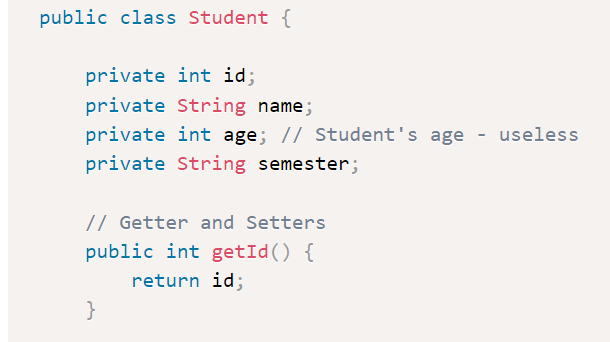 public class Student {
private int id;
private String name;
private int age; // Student's age - useless
private String semester;
// Getter and Setters
public int getId() {
return id;
}